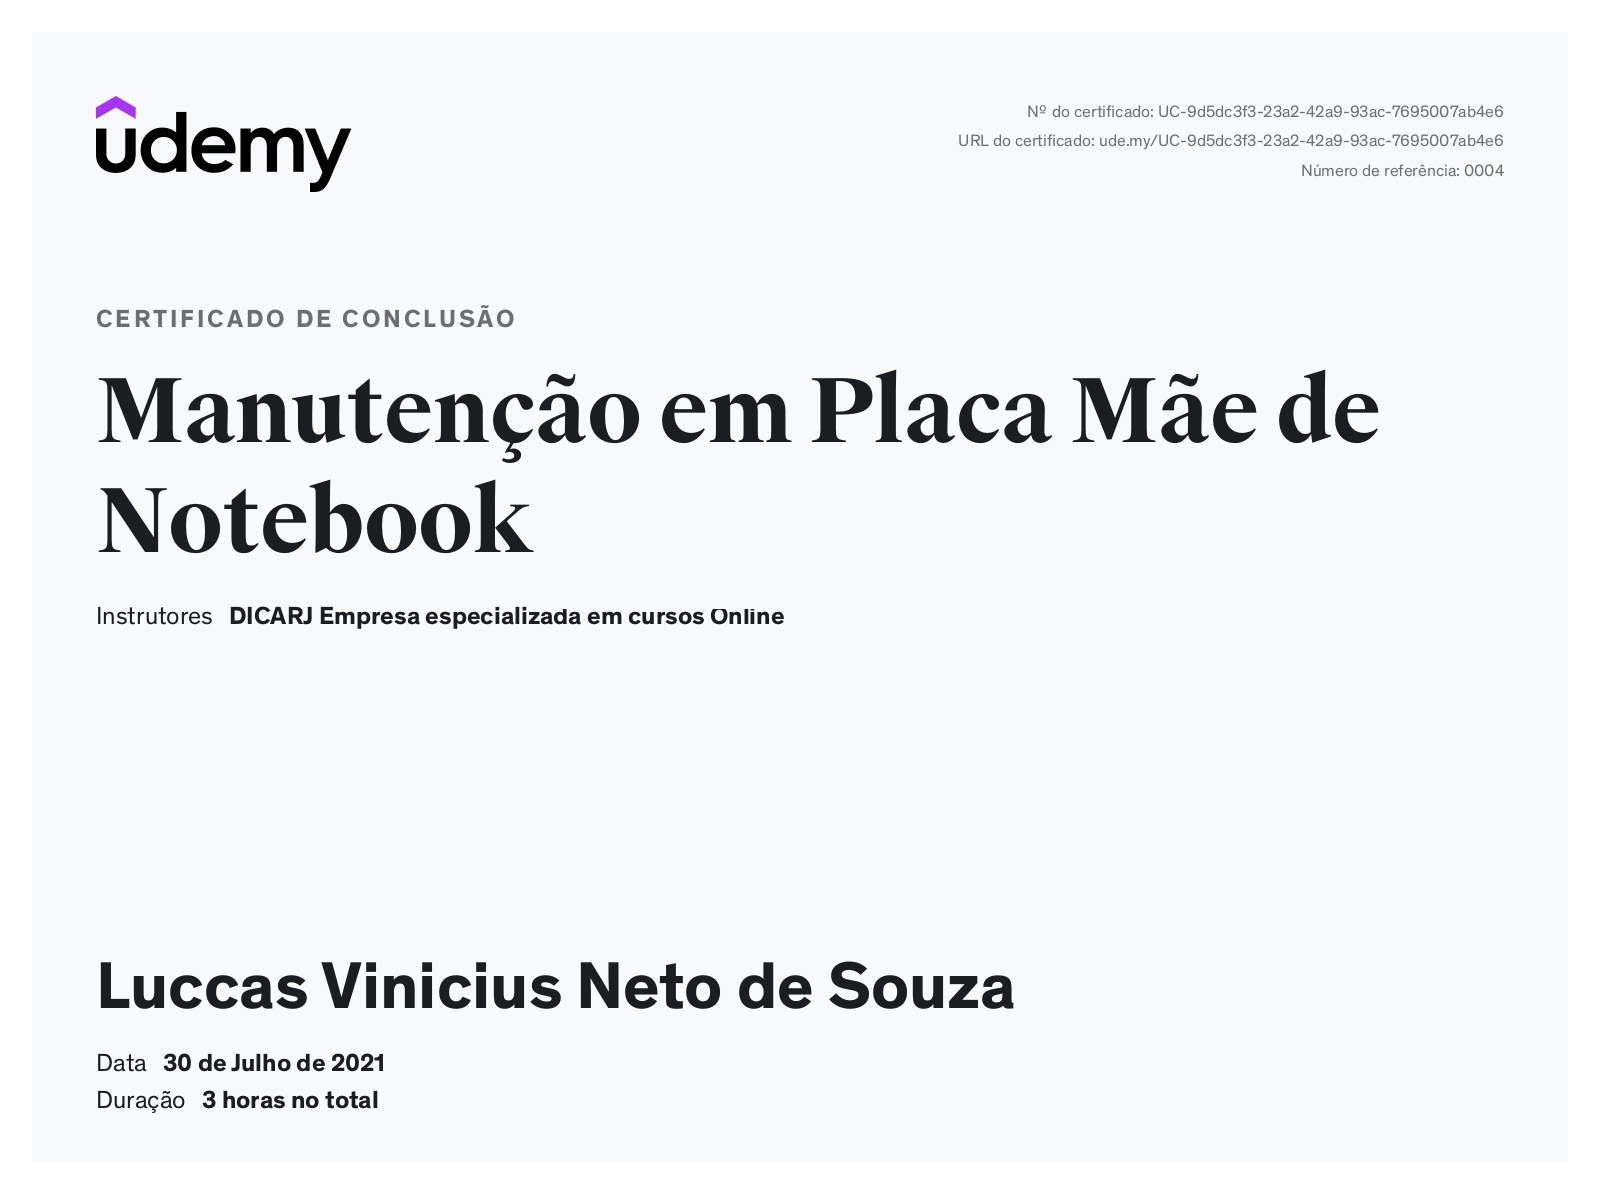 udemy
Nº do certificado: UC-9d5dc3f3-23a2-42a9-93ac-7695007ab4e6
URL do certificado: ude.my/UC-9d5dc3f3-23a2-42a9-93ac-7695007ab4e6
Número de referência: 0004
CERTIFICADO DE CONCLUSÃO
Manutenção em Placa Mãe de
Notebook
Instrutores DICARJ Empresa especializada em cursos Online
Luccas Vinicius Neto de Souza
Data 30 de Julho de 2021
Duração 3 horas no total